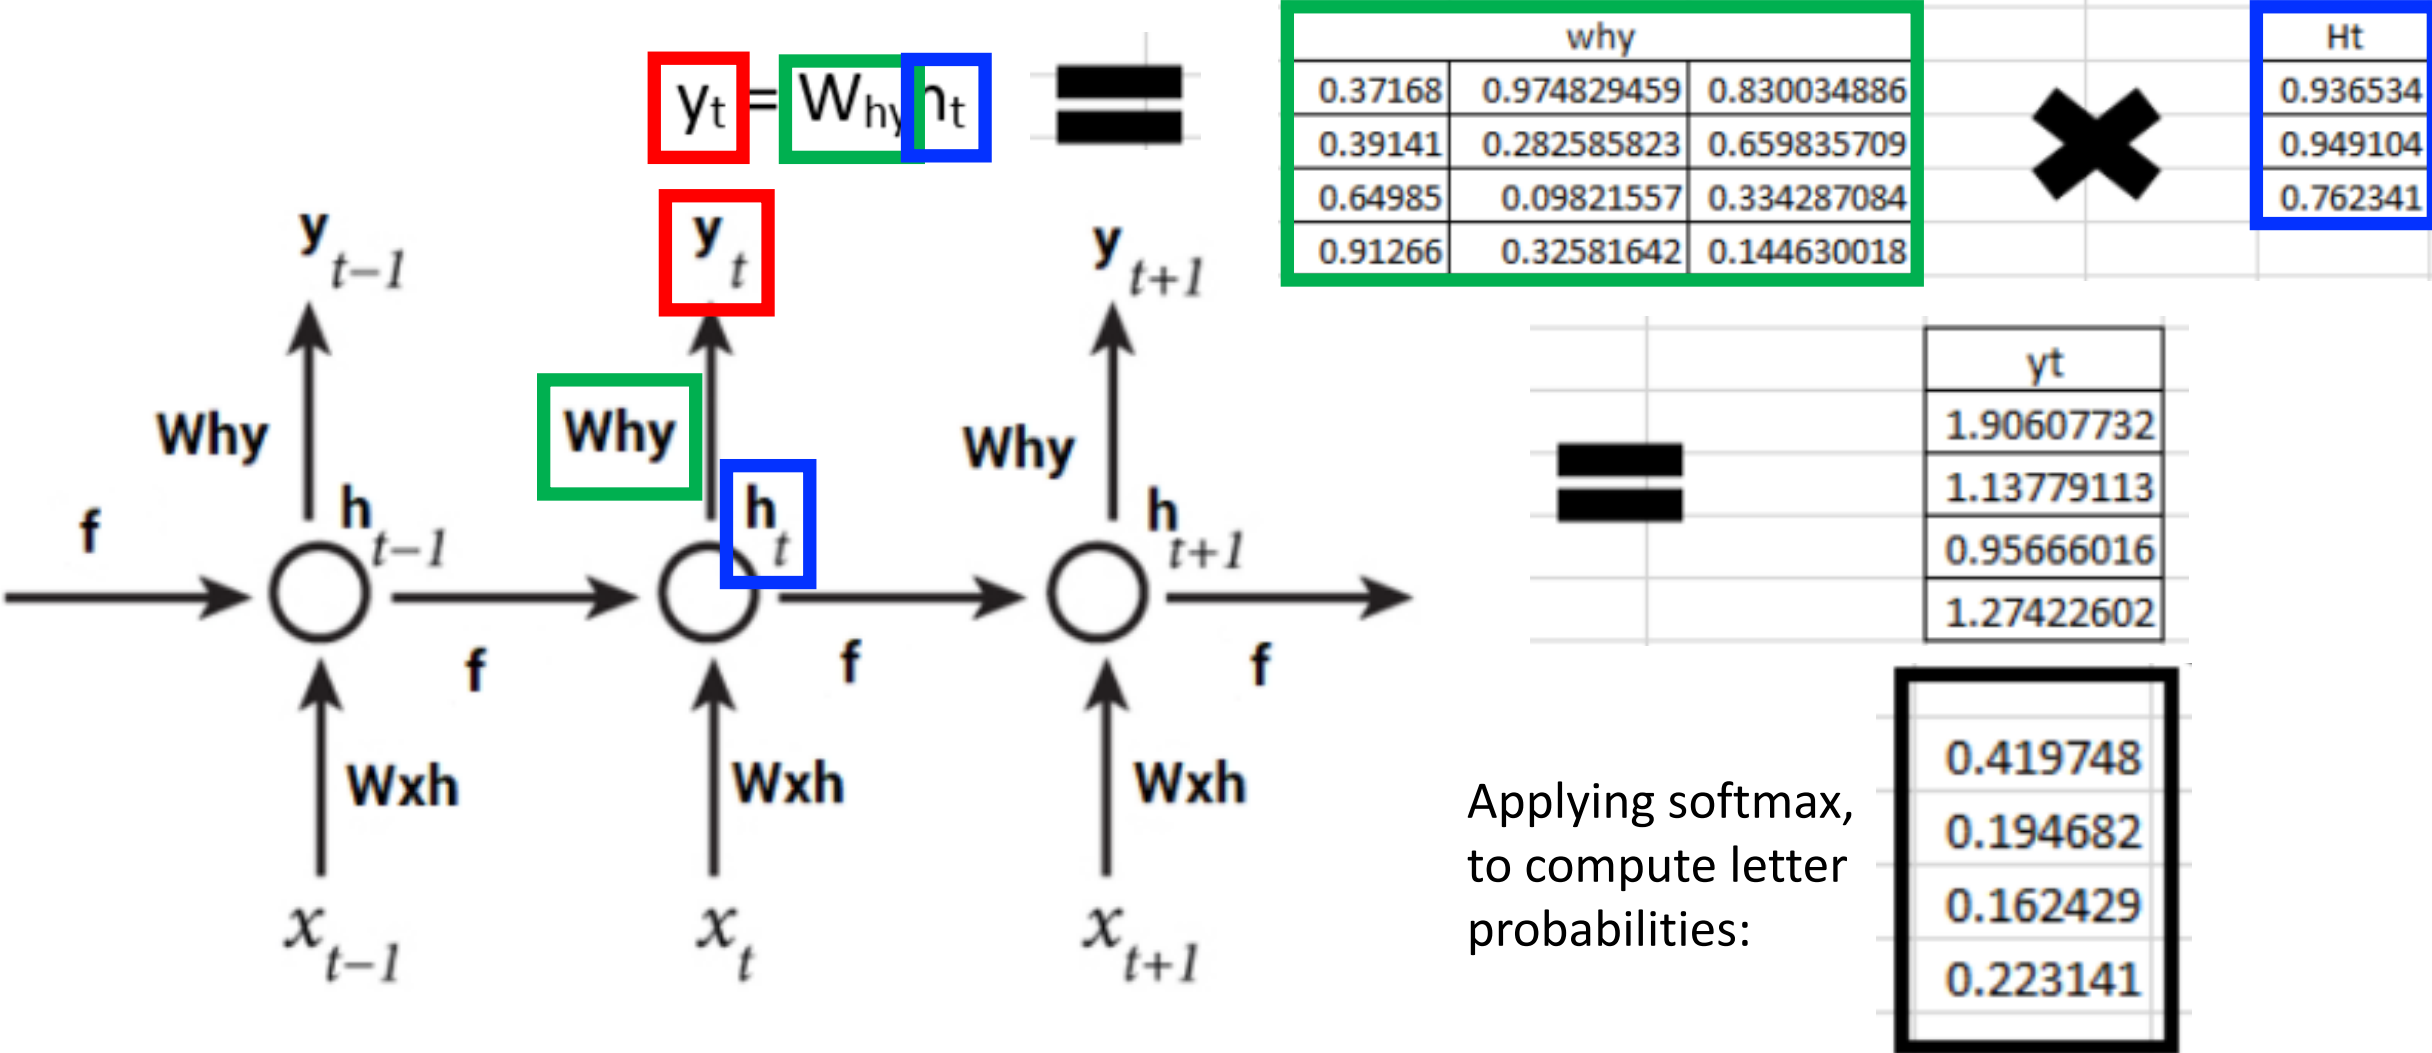 yt = Why ht
why
0.37168 0.974829459 0.830034886
0.39141 0.282585823 0.659835709
0.64985 0.09821557 0.334287084
0.91266 0.32581642 0.144630018
Ht
0.936534
0.949104
0.762341
y t−1
y t
y t+1
Why
Why
Why
f
h t−1
h t
h t+1
f
f
f
Wxh
Wxh
Wxh
x t−1
x t
x t+1
yt
1.90607732
1.13779113
0.95666016
1.27422602
Applying softmax,
to compute letter
probabilities:
0.419748
0.194682
0.162429
0.223141